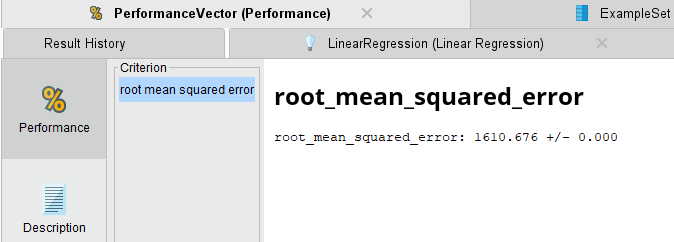 % PerformanceVector (Performance) ×
ExampleSet
Result History
LinearRegression (Linear Regression) ×
%
Performance
Description
Criterion
root mean squared error
root_mean_squared_error
root_mean_squared_error: 1610.676 +/- 0.000